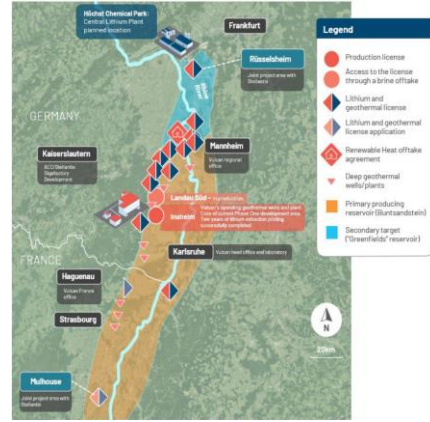 Höchst Chemical Park:
Central Lithium Plant
planned location
Frankfurt
Rüsselsheim
Joint project area with
Stellantis
Rhine
River
GERMANY
Kaiserslautern
ACC/Stellantis
Gigafactory
Development
Mannheim
Vulcan regional
office
Landau Süd –
Insheim
Vulcan's operating geothermal wells and plant
Core of current Phase One development area
Two years of lithium extraction piloting
successfully completed
FRANCE
Karlsruhe
Vulcan head office and laboratory
Haguenau
Vulcan France
office
Strasbourg
Mulhouse
Joint project area with
Stellantis
N
20km
Legend
Production license
Access to the license
through a brine offtake
Lithium and
geothermal license
Lithium and geothermal
license application
Renewable Heat offtake
agreement
Deep geothermal
wells/plants
Primary producing
reservoir (Buntsandstein)
Secondary target
("Greenfields" reservoir)